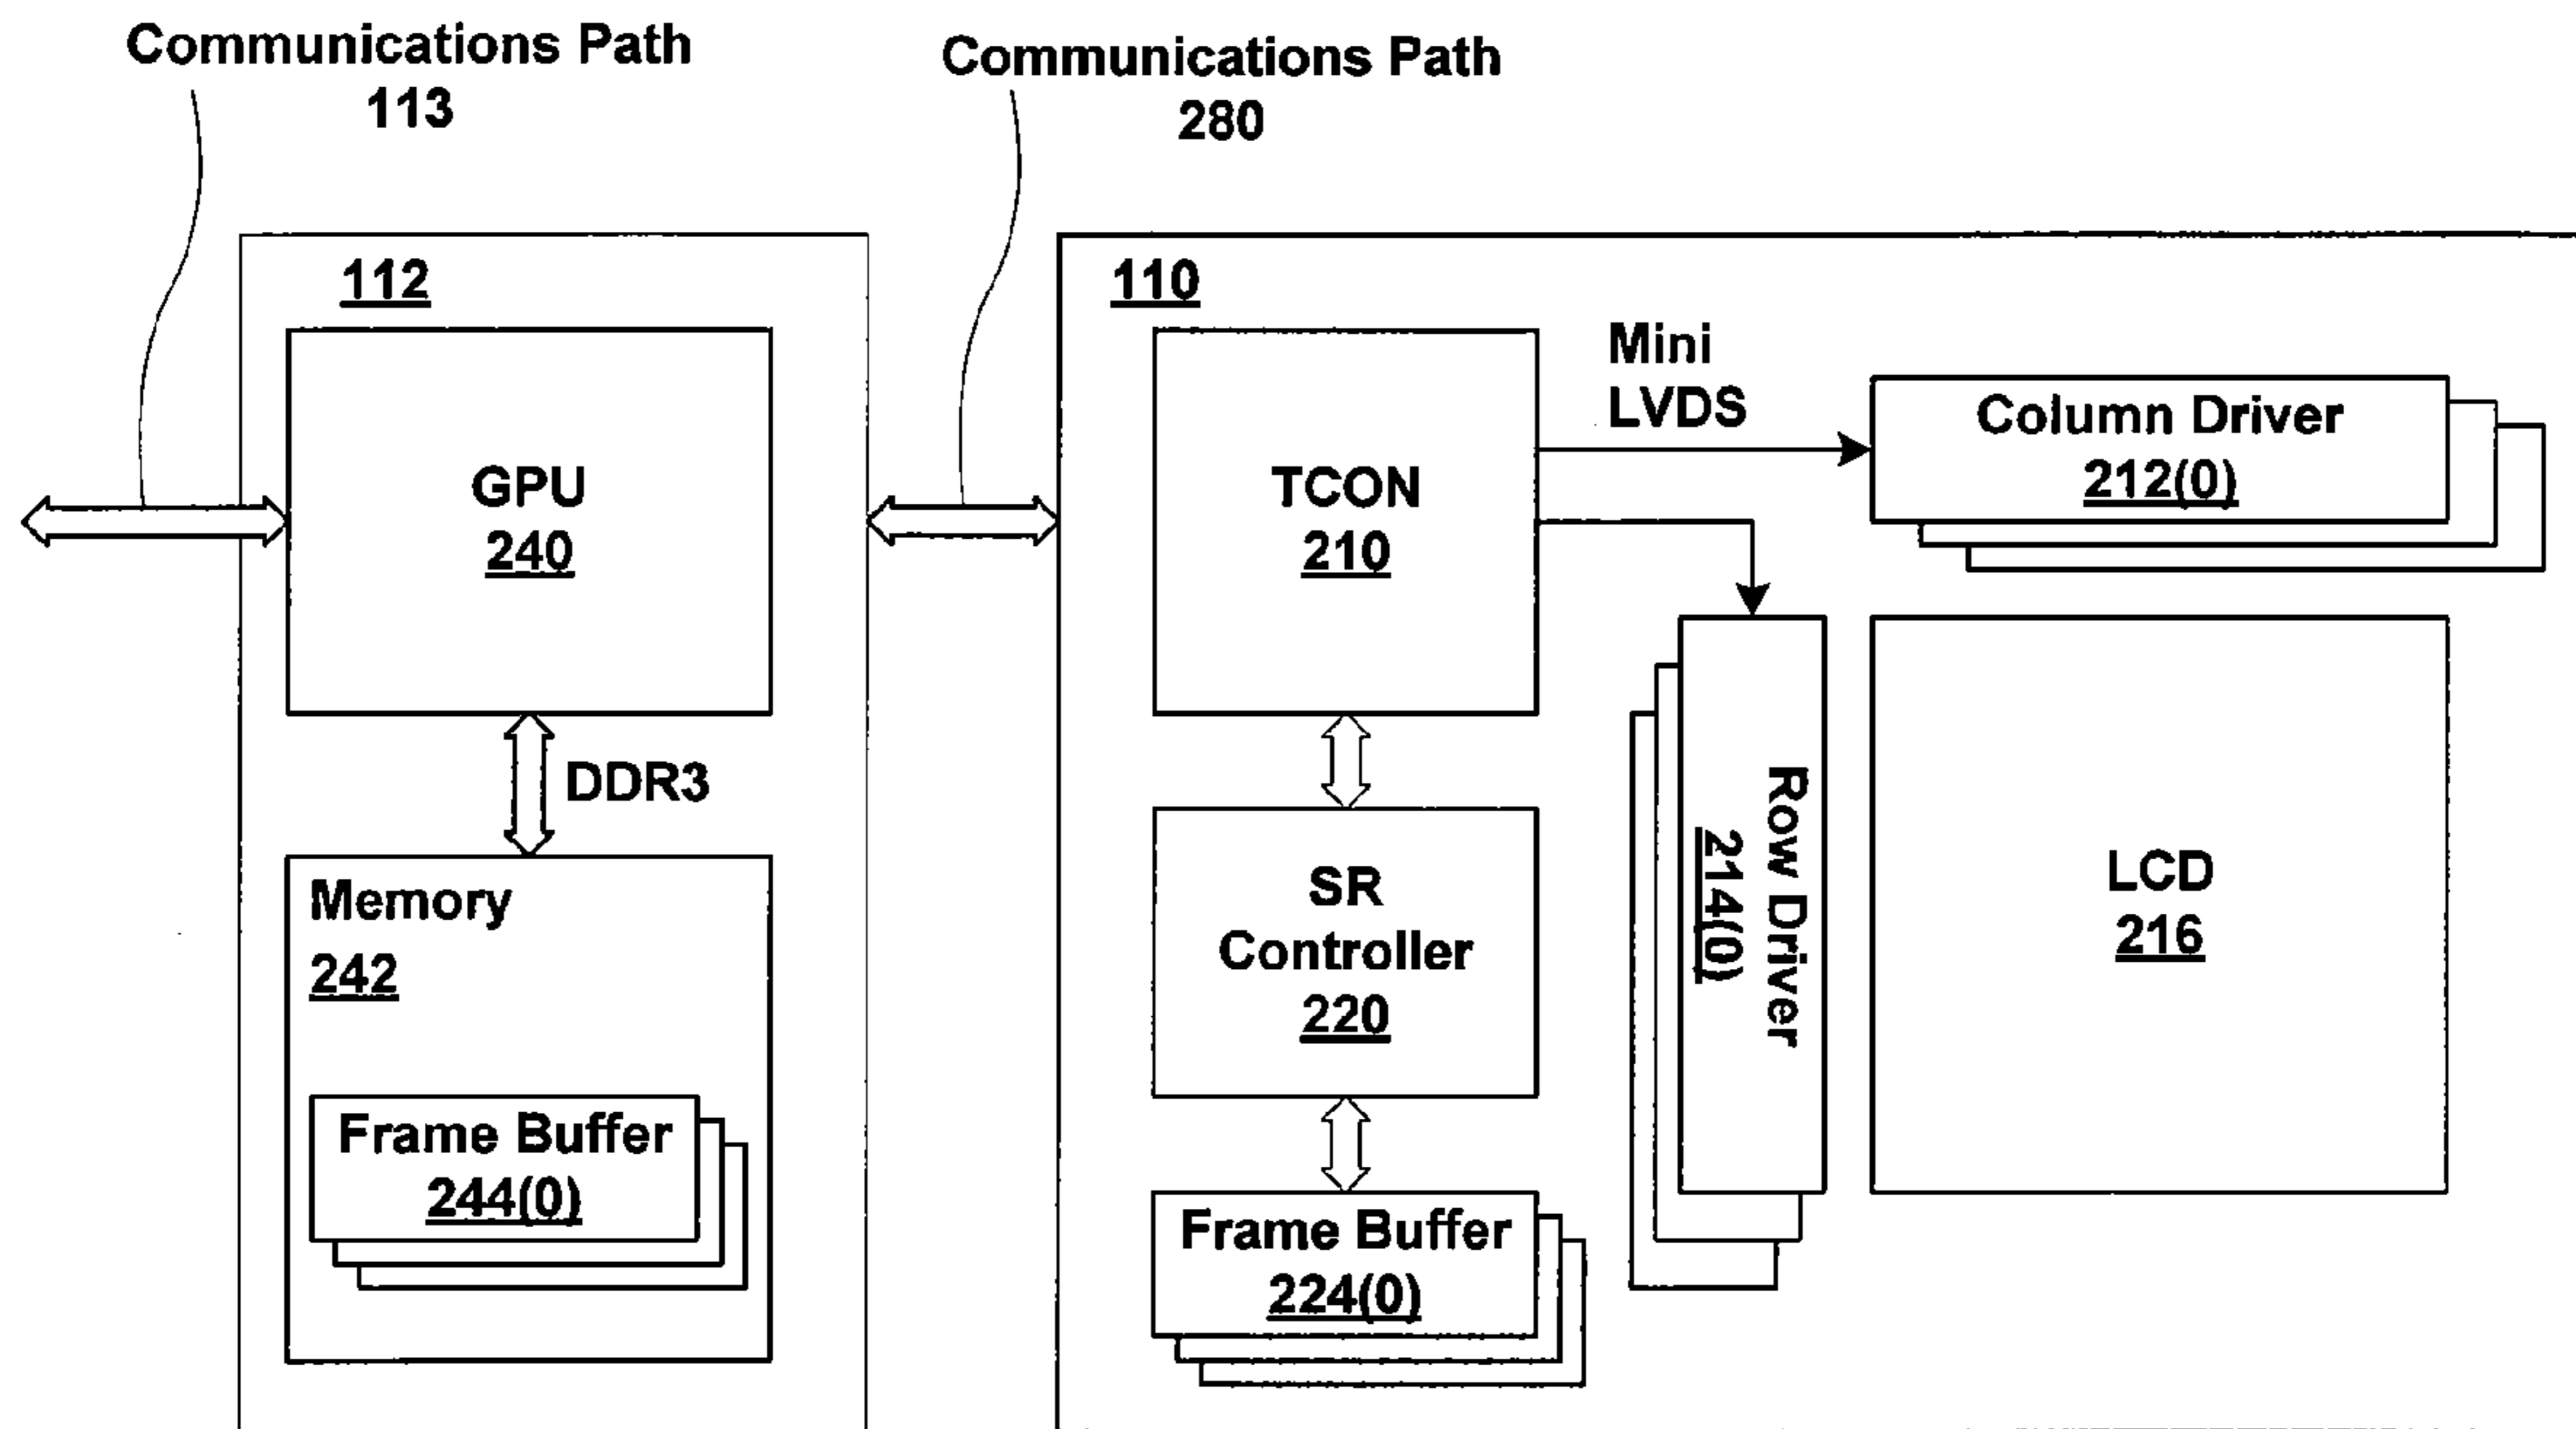 Communications Path
113
Communications Path
280
112
GPU
240
DDR3
Memory
242
Frame Buffer
244(0)
110
TCON
210
Mini
LVDS
Column Driver
212(0)
SR
Controller
220
Row Driver
214(0)
LCD
216
Frame Buffer
224(0)